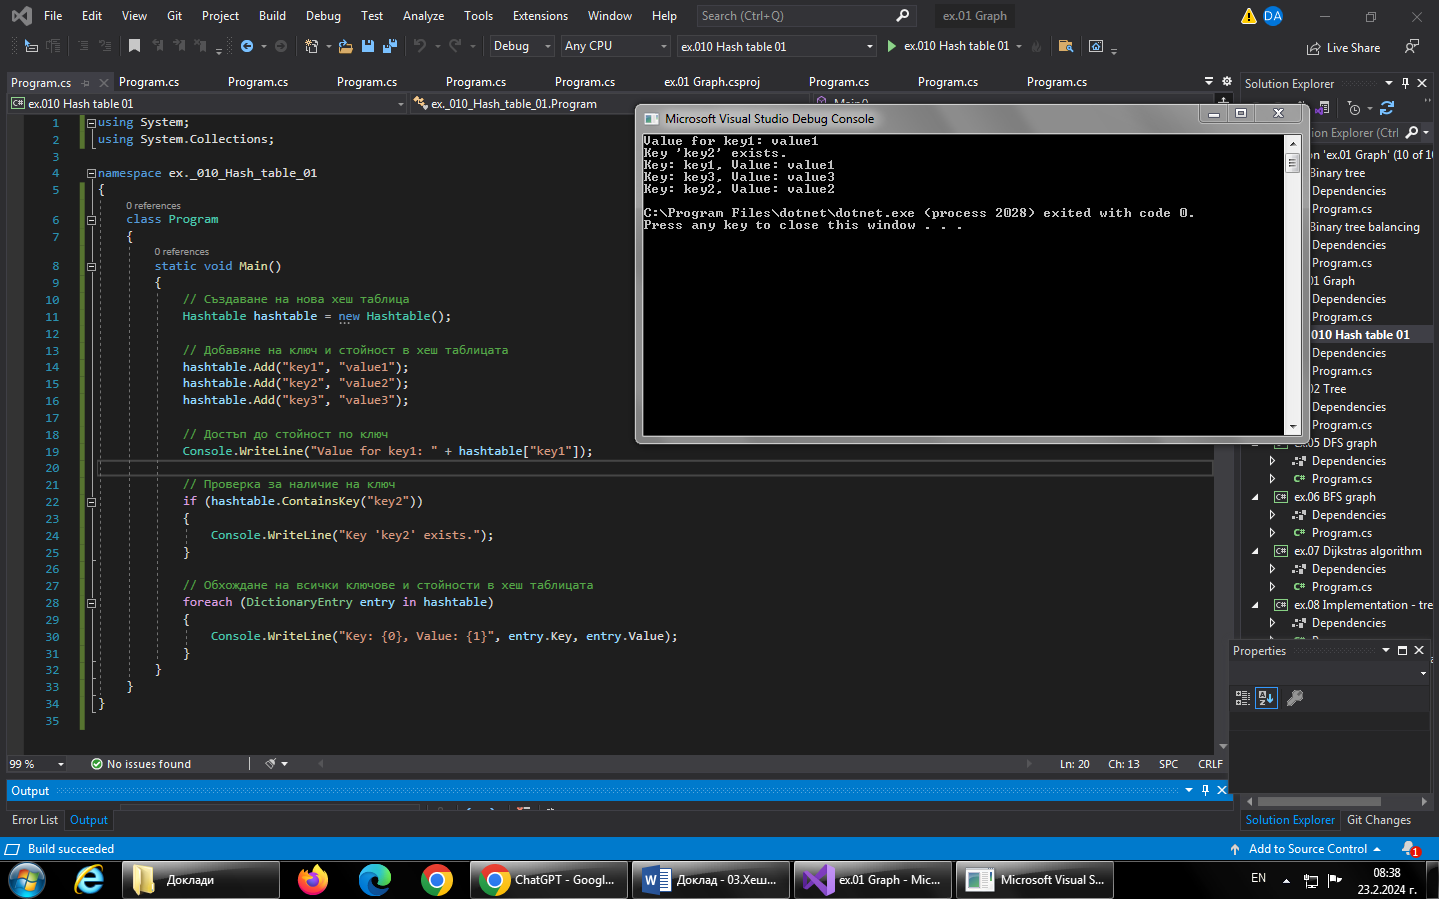 File Edit View Git Project Build Debug Test Analyze Tools Extensions Window Help Search (Ctrl+Q) ex.01 Graph DA
Debug Any CPU ex.010 Hash table 01 ex.010 Hash table 01 Live Share
Program.cs Program.cs Program.cs Program.cs Program.cs Program.cs ex.01 Graph.csproj Program.cs Program.cs Program.cs
ex.010 Hash table 01 ex._010_Hash_table_01.Program
1 using System;
2 using System.Collections;
3
4 namespace ex._010_Hash_table_01
5 {
0 references
6 class Program
7 {
0 references
8 static void Main()
9 {
10 // Създаване на нова хеш таблица
11 Hashtable hashtable = new Hashtable();
12
13 // Добавяне на ключ и стойност в хеш таблицата
14 hashtable.Add("key1", "value1");
15 hashtable.Add("key2", "value2");
16 hashtable.Add("key3", "value3");
17
18 // Достъп до стойност по ключ
19 Console.WriteLine("Value for key1: " + hashtable["key1"]);
20
21 // Проверка за наличие на ключ
22 if (hashtable.ContainsKey("key2"))
23 {
24 Console.WriteLine("Key 'key2' exists.");
25 }
26
27 // Обхождане на всички ключове и стойности в хеш таблицата
28 foreach (DictionaryEntry entry in hashtable)
29 {
30 Console.WriteLine("Key: {0}, Value: {1}", entry.Key, entry.Value);
31 }
32 }
33 }
34 }
35
Microsoft Visual Studio Debug Console
Value for key1: value1
Key 'key2' exists.
Key: key1, Value: value1
Key: key3, Value: value3
Key: key2, Value: value2
C:\Program Files\dotnet\dotnet.exe (process 2028) exited with code 0.
Press any key to close this window . . .
Solution Explorer
ion Explorer (Ctrl
on 'ex.01 Graph' (10 of 10
Binary tree
Dependencies
Program.cs
Binary tree balancing
Dependencies
Program.cs
01 Graph
Dependencies
Program.cs
010 Hash table 01
Dependencies
Program.cs
02 Tree
Dependencies
Program.cs
ex.05 DFS graph
Dependencies
Program.cs
ex.06 BFS graph
Dependencies
Program.cs
ex.07 Dijkstras algorithm
Dependencies
Program.cs
ex.08 Implementation - tre
Dependencies
Properties
99 % No issues found Ln: 20 Ch: 13 SPC CRLF
Output
Error List Output
Solution Explorer Git Changes
Build succeeded Add to Source Control 1
Доклади ChatGPT - Googl... Доклад - 03.Хеш... ex.01 Graph - Mic... Microsoft Visual S...
EN 08:38
23.2.2024 г.